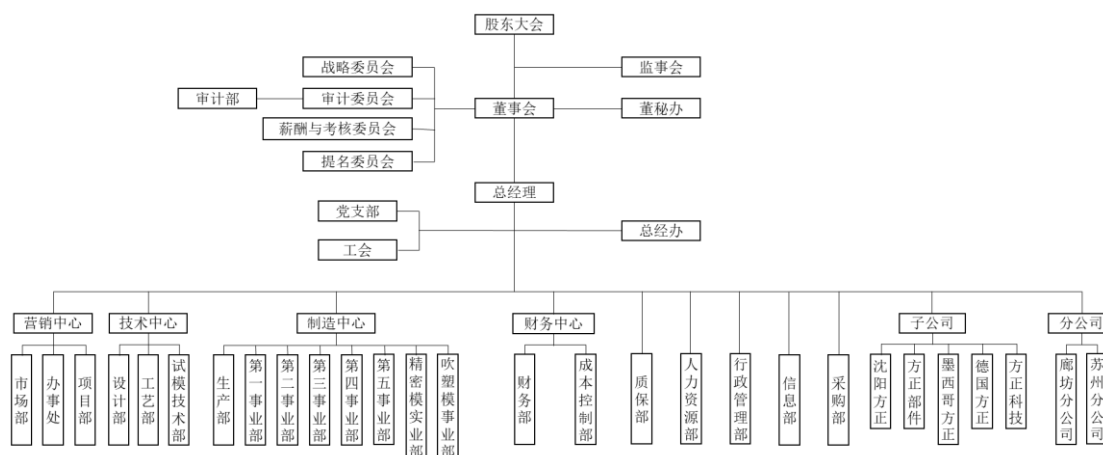 股东大会
战略委员会
监事会
审计部
审计委员会
董事会
董秘办
薪酬与考核委员会
提名委员会
总经理
党支部
总经办
工会
营销中心
技术中心
制造中心
财务中心
子公司
分公司
市场部
办事处
项目部
设计部
工艺部
试模技术部
生产部
第一事业部
第二事业部
第三事业部
第四事业部
第五事业部
精密模实业部
吹塑模事业部
财务部
成本控制部
质保部
人力资源部
行政管理部
信息部
采购部
沈阳方正
方正部件
墨西哥方正
德国方正
方正科技
廊坊分公司
苏州分公司